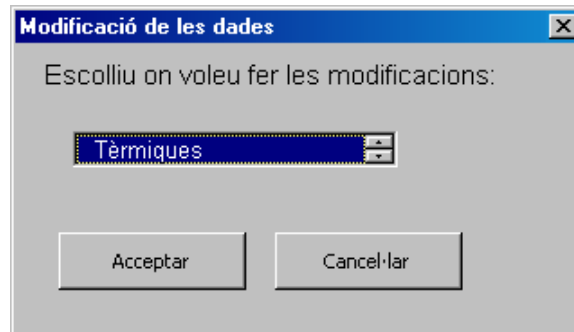 Modificació de les dades
Escolliu on voleu fer les modificacions:
Tèrmiques
Acceptar
Cancel·lar